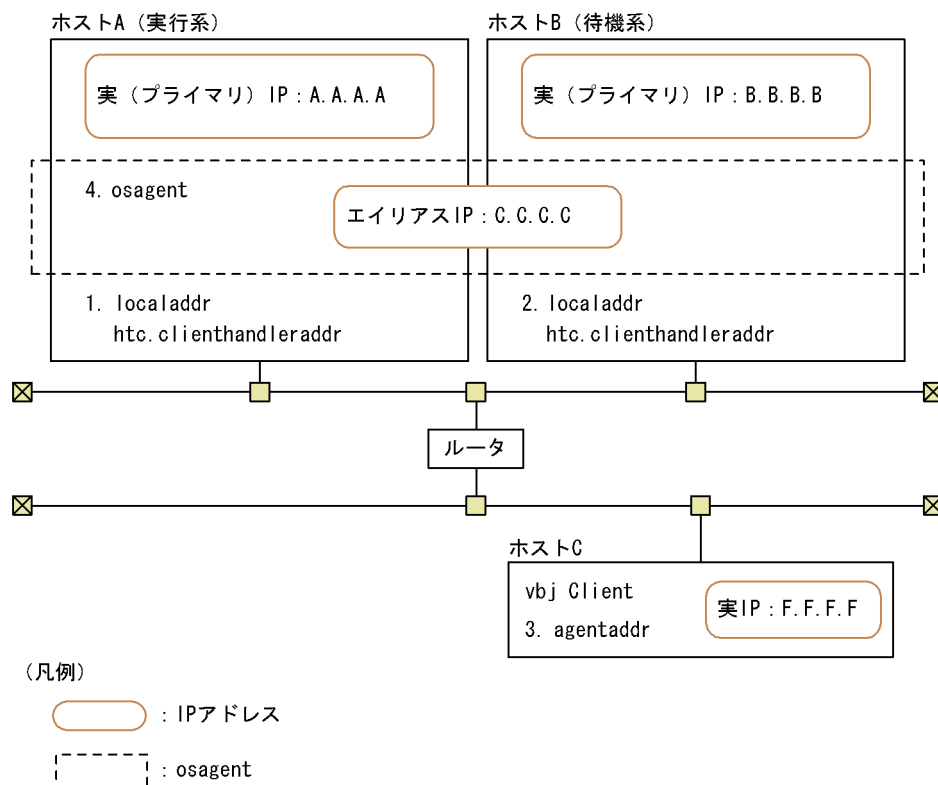 ホストA（実行系）
ホストB（待機系）
実（プライマリ）IP：A.A.A.A
実（プライマリ）IP：B.B.B.B
4. osagent
エイリアスIP：C.C.C.C
1. localaddr
htc.clienthandleraddr
2. localaddr
htc.clienthandleraddr
ルータ
ホストC
vbj Client
3. agentaddr
実IP：F.F.F.F
（凡例）
：IPアドレス
：osagent